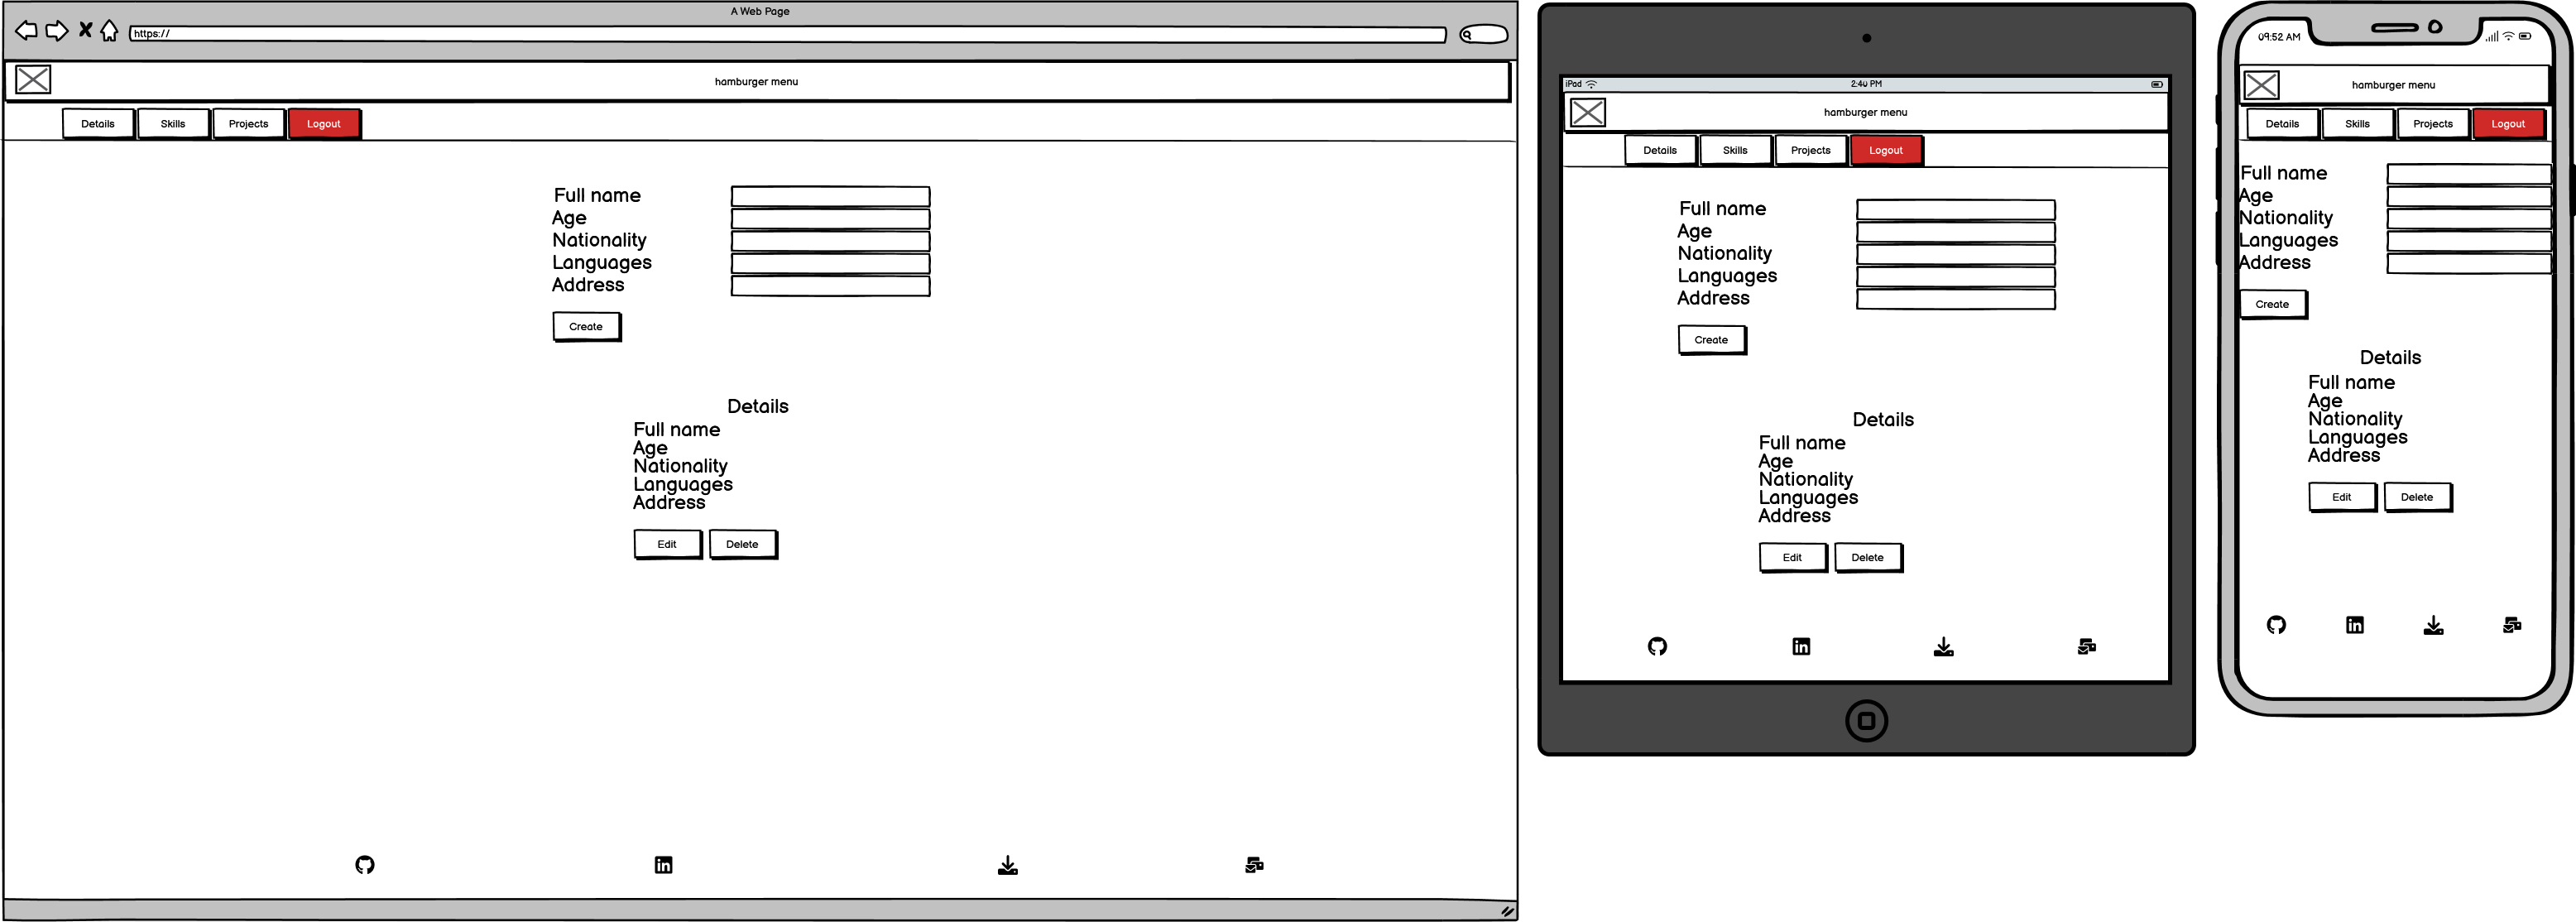 A Web Page
https://
hamburger menu
Details Skills Projects Logout
Full name
Age
Nationality
Languages
Address
Create
Details
Full name
Age
Nationality
Languages
Address
Edit Delete
iPad 2:40 PM
hamburger menu
Details Skills Projects Logout
Full name
Age
Nationality
Languages
Address
Create
Details
Full name
Age
Nationality
Languages
Address
Edit Delete
09:52 AM
hamburger menu
Details Skills Projects Logout
Full name
Age
Nationality
Languages
Address
Create
Details
Full name
Age
Nationality
Languages
Address
Edit Delete